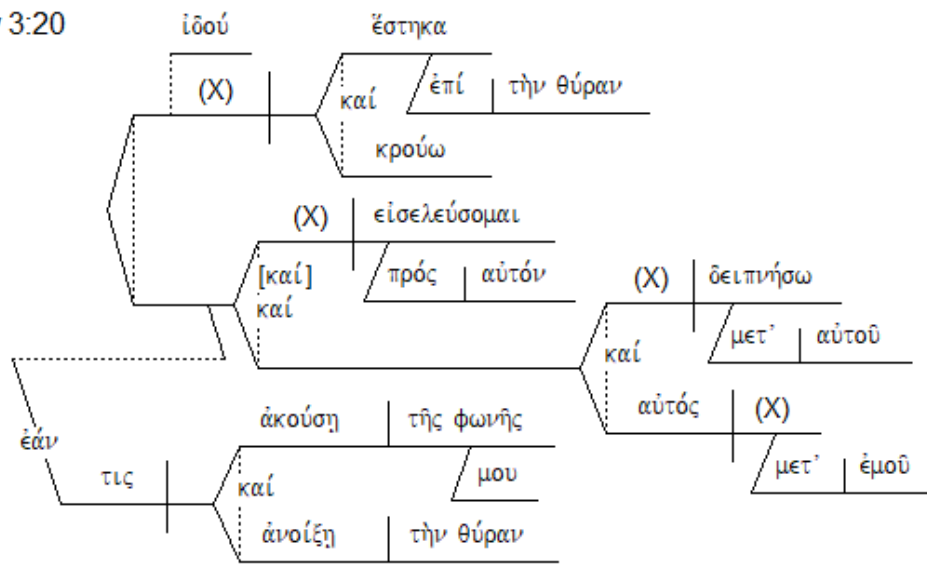 3:20
ἰδού
ἕστηκα
(X)
καί
ἐπί
τὴν θύραν
κρούω
(X)
εἰσελεύσομαι
[καί]
πρός
αὐτόν
καί
(X)
δειπνήσω
μετ’
αὐτοῦ
καί
αὐτός
(X)
μετ’
ἐμοῦ
ἐάν
τις
ἀκούσῃ
τῆς φωνῆς
καί
μου
ἀνοίξῃ
τὴν θύραν